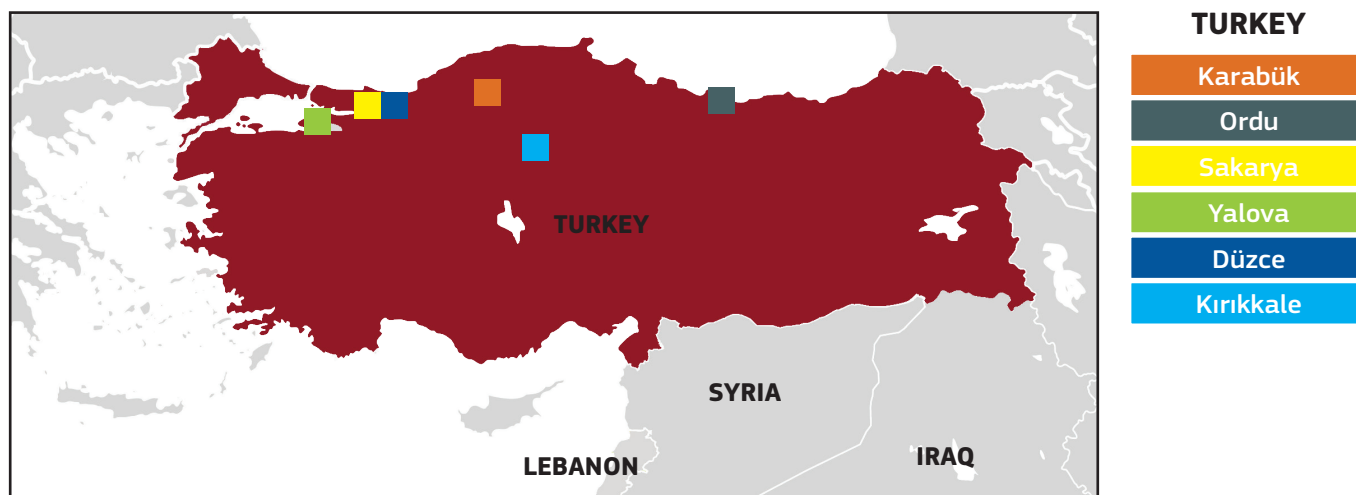 TURKEY
SYRIA
LEBANON
IRAQ
TURKEY
Karabük
Ordu
Sakarya
Yalova
Düzce
Kırıkkale